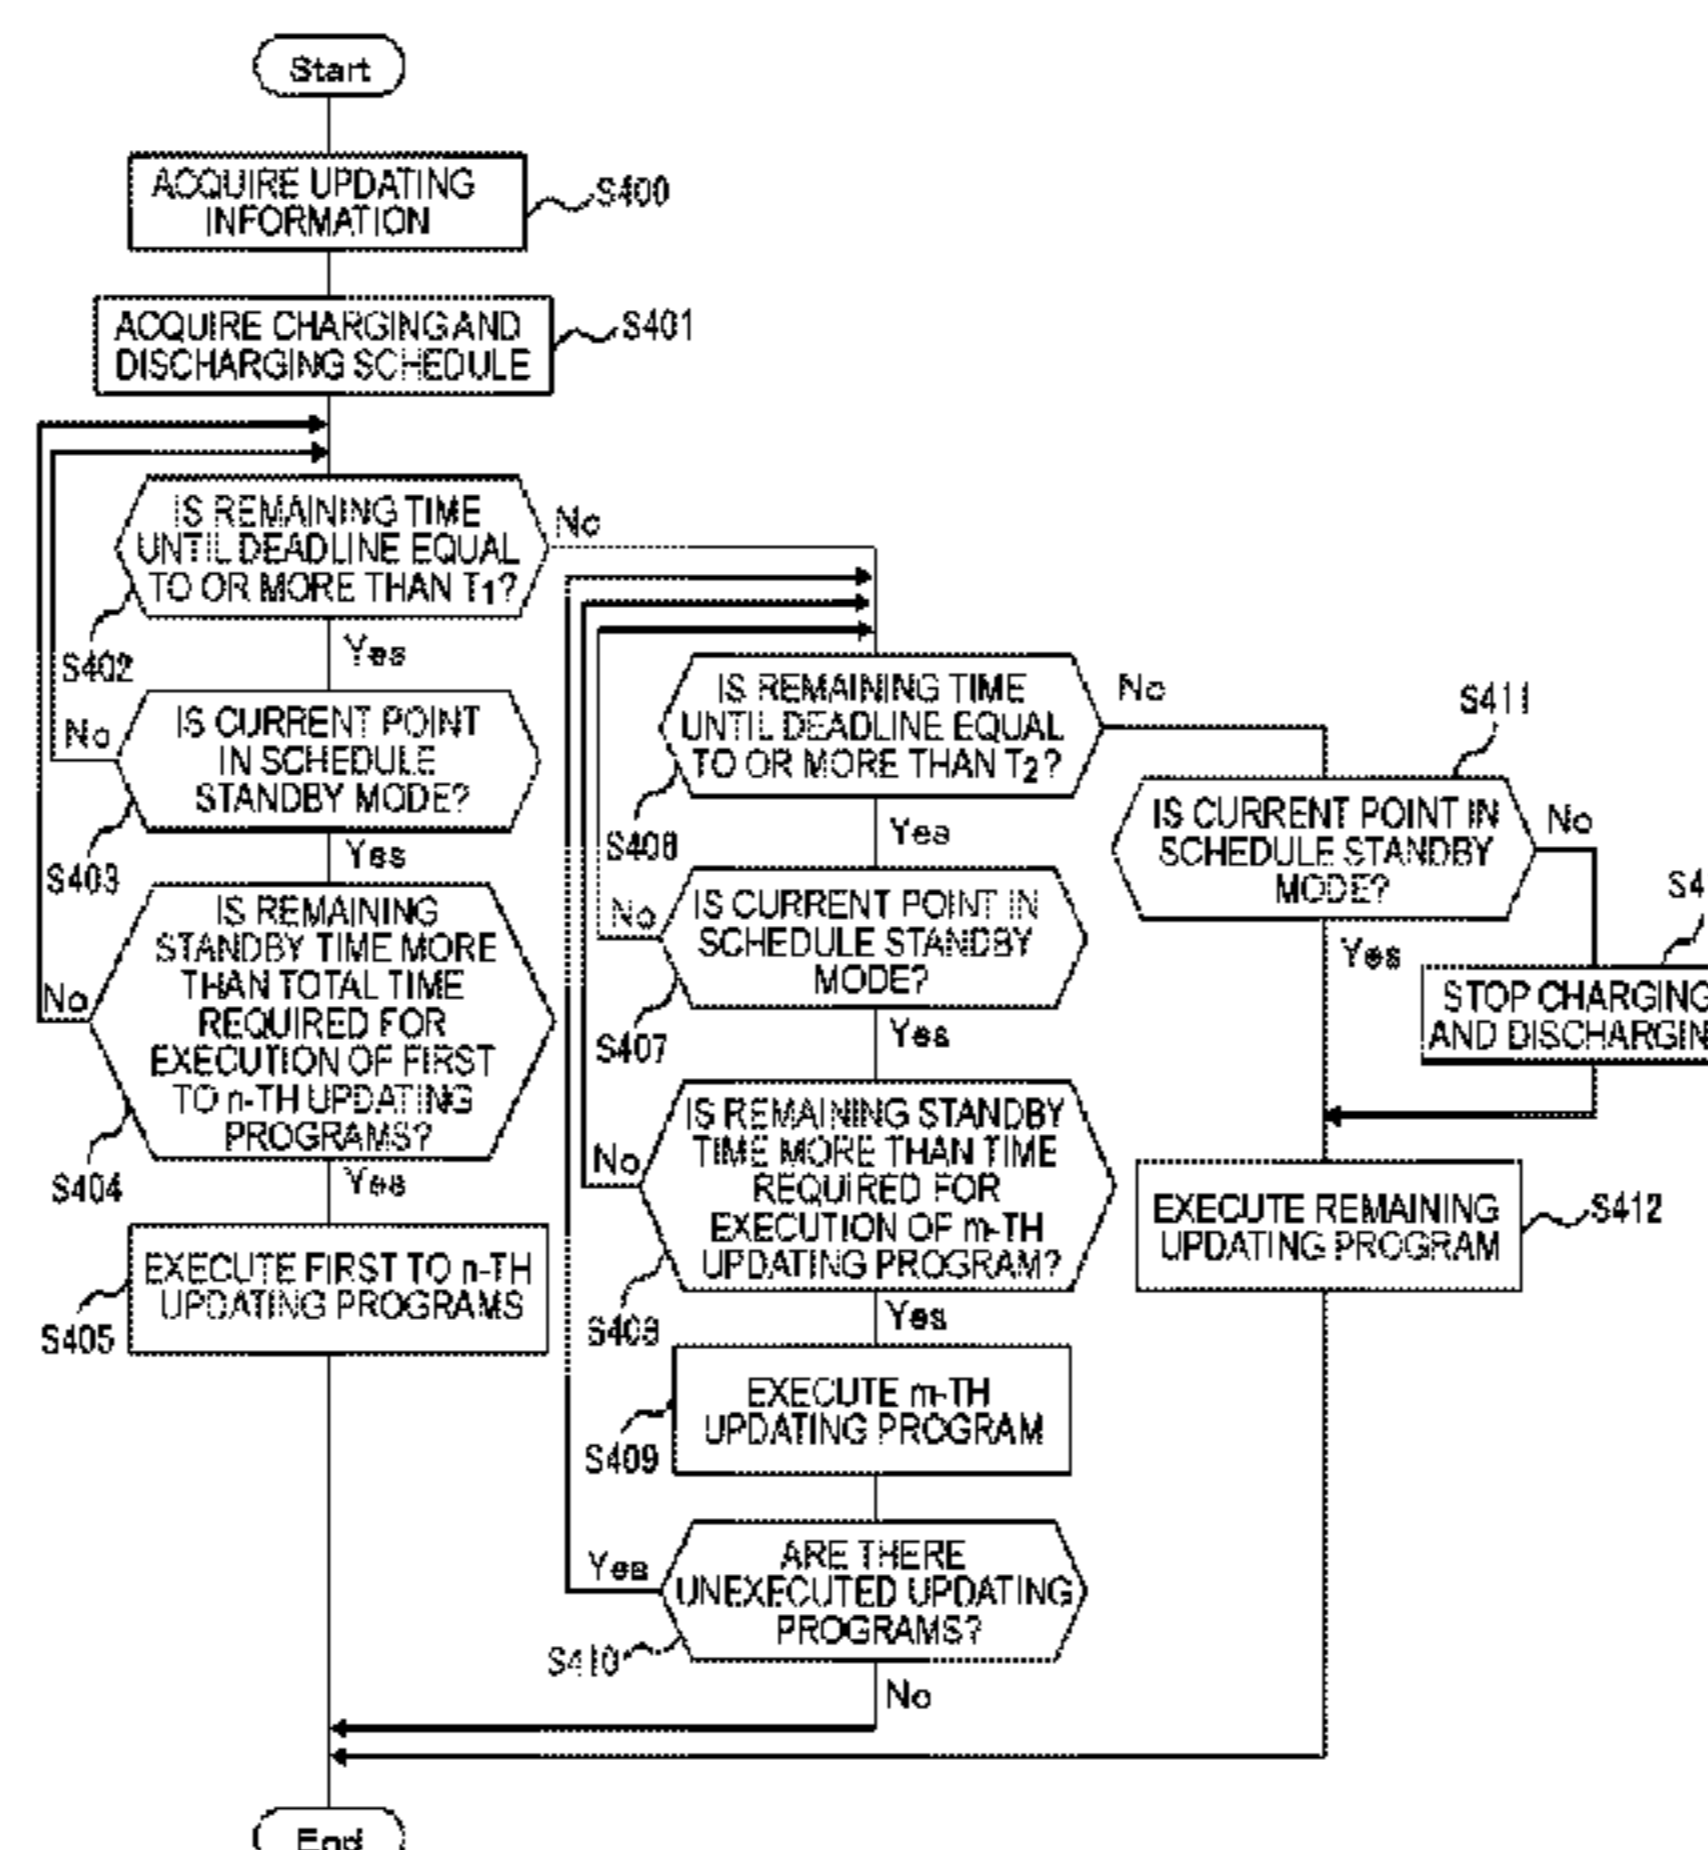 Start
ACQUIRE UPDATING
INFORMATION
S400
ACQUIRE CHARGING AND
DISCHARGING SCHEDULE
S401
IS REMAINING TIME
UNTIL DEADLINE EQUAL
TO OR MORE THAN T1?
No
S402
Yes
IS CURRENT POINT
IN SCHEDULE
STANDBY MODE?
No
S403
Yes
IS REMAINING
STANDBY TIME MORE
THAN TOTAL TIME
REQUIRED FOR
EXECUTION OF FIRST
TO n-TH UPDATING
PROGRAMS?
No
S404
Yes
EXECUTE FIRST TO n-TH
UPDATING PROGRAMS
S405
IS REMAINING TIME
UNTIL DEADLINE EQUAL
TO OR MORE THAN T2?
No
S406
Yes
IS CURRENT POINT IN
SCHEDULE STANDBY
MODE?
No
S407
Yes
IS REMAINING STANDBY
TIME MORE THAN TIME
REQUIRED FOR
EXECUTION OF m-TH
UPDATING PROGRAM?
No
S408
Yes
EXECUTE m-TH
UPDATING PROGRAM
S409
ARE THERE
UNEXECUTED UPDATING
PROGRAMS?
Yes
S410
No
S411
IS CURRENT POINT IN
SCHEDULE STANDBY
MODE?
No
Yes
S4
STOP CHARGING
AND DISCHARGIN
EXECUTE REMAINING
UPDATING PROGRAM
S412
End